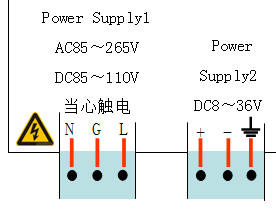 Power Supply1
AC85～265V
DC85～110V
当心触电
N G L
Power
Supply2
DC8～36V
+ −